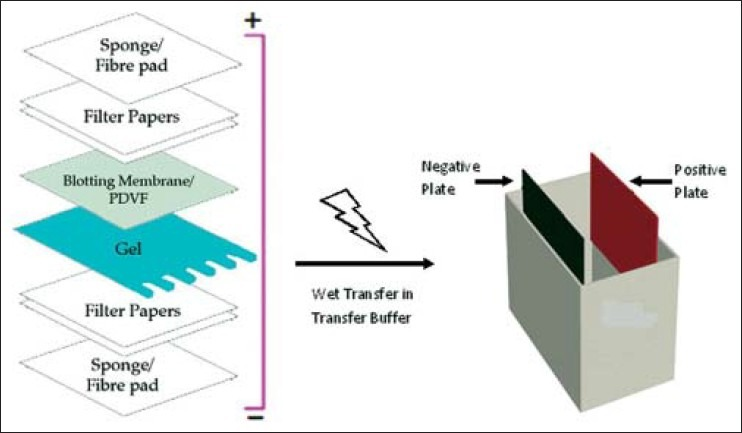 +
Sponge/
Fibre pad
Filter Papers
Blotting Membrane/
PDVF
Gel
Filter Papers
Sponge/
Fibre pad
–
Wet Transfer in
Transfer Buffer
Negative
Plate
Positive
Plate